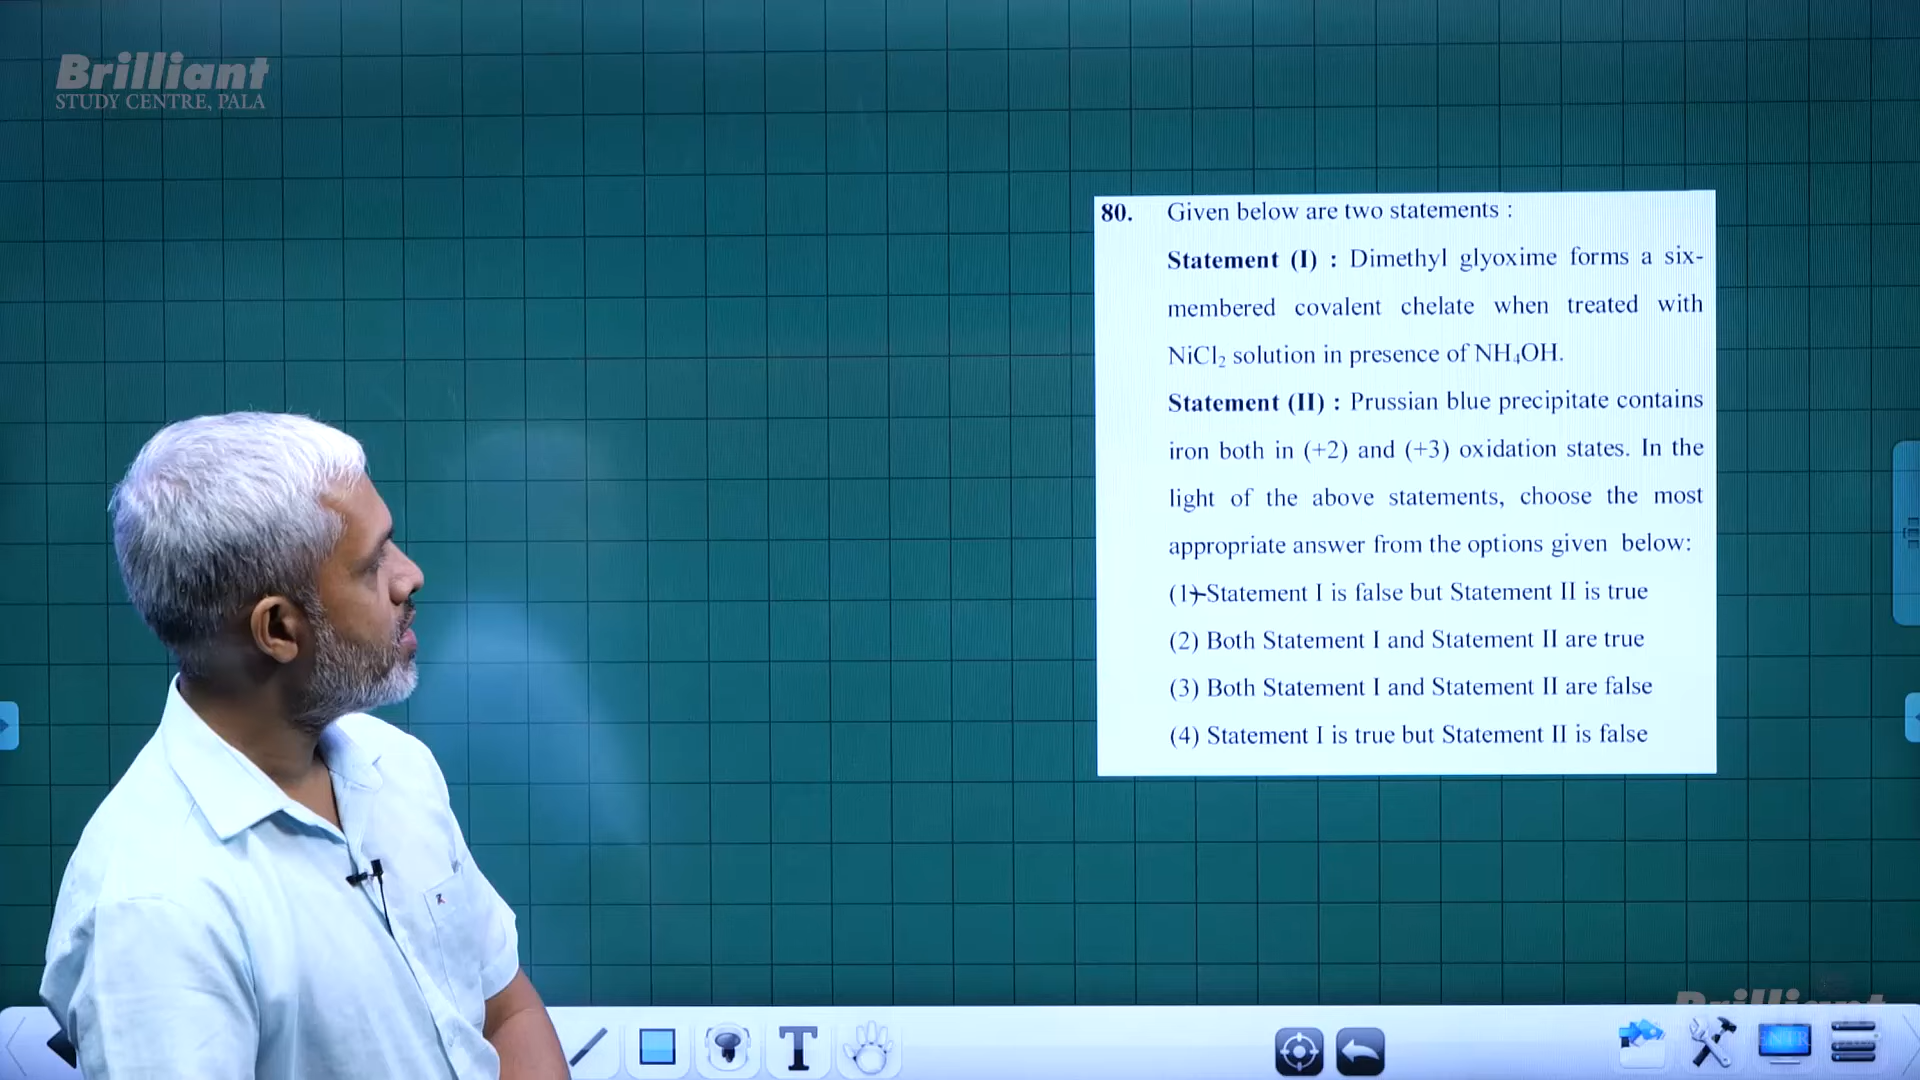 Brilliant
STUDY CENTRE, PALA
80. Given below are two statements :
Statement (I) : Dimethyl glyoxime forms a six-
membered covalent chelate when treated with
NiCl₂ solution in presence of NH₄OH.
Statement (II) : Prussian blue precipitate contains
iron both in (+2) and (+3) oxidation states. In the
light of the above statements, choose the most
appropriate answer from the options given below:
(1) Statement I is false but Statement II is true
(2) Both Statement I and Statement II are true
(3) Both Statement I and Statement II are false
(4) Statement I is true but Statement II is false
Brilliant
T